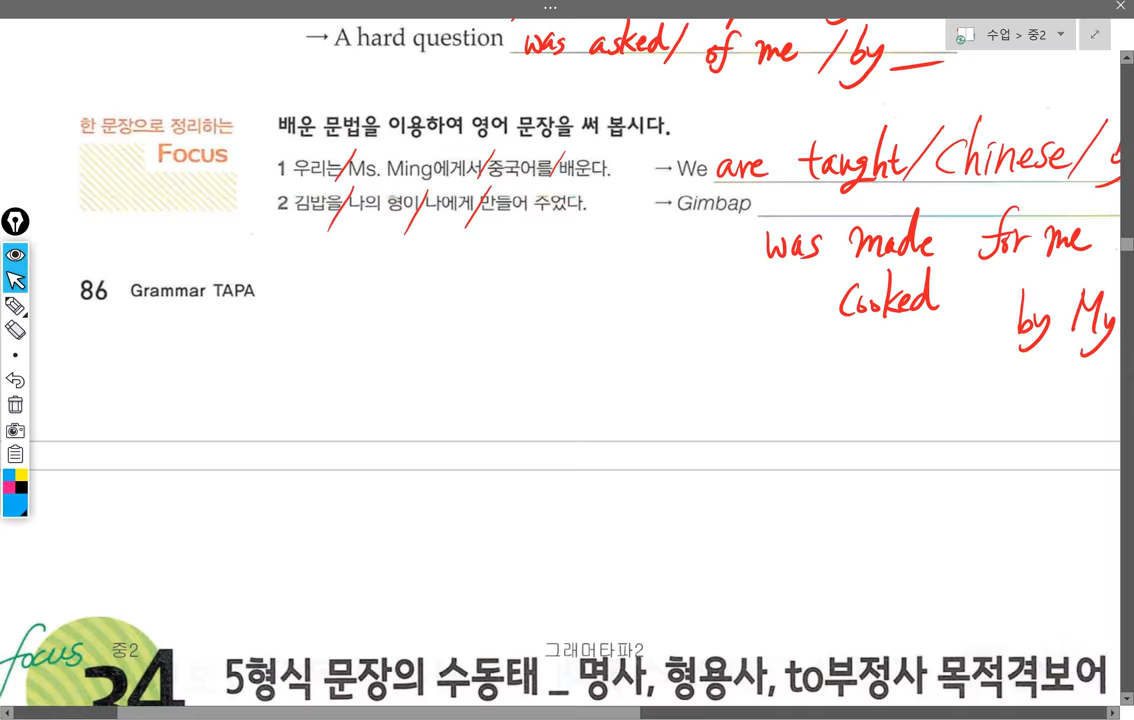 수업 > 중2
→ A hard question was asked/ of me / by
한 문장으로 정리하는
Focus
배운 문법을 이용하여 영어 문장을 써 봅시다.
1 우리는/Ms. Ming에게서/중국어를/배운다. → We are taught/Chinese/
2 김밥을/나의 형이/나에게/만들어 주었다. → Gimbap
was made for me
cooked by My
86 Grammar TAPA
focus 중2 그래머타파2
34 5형식 문장의 수동태 _ 명사, 형용사, to부정사 목적격보어